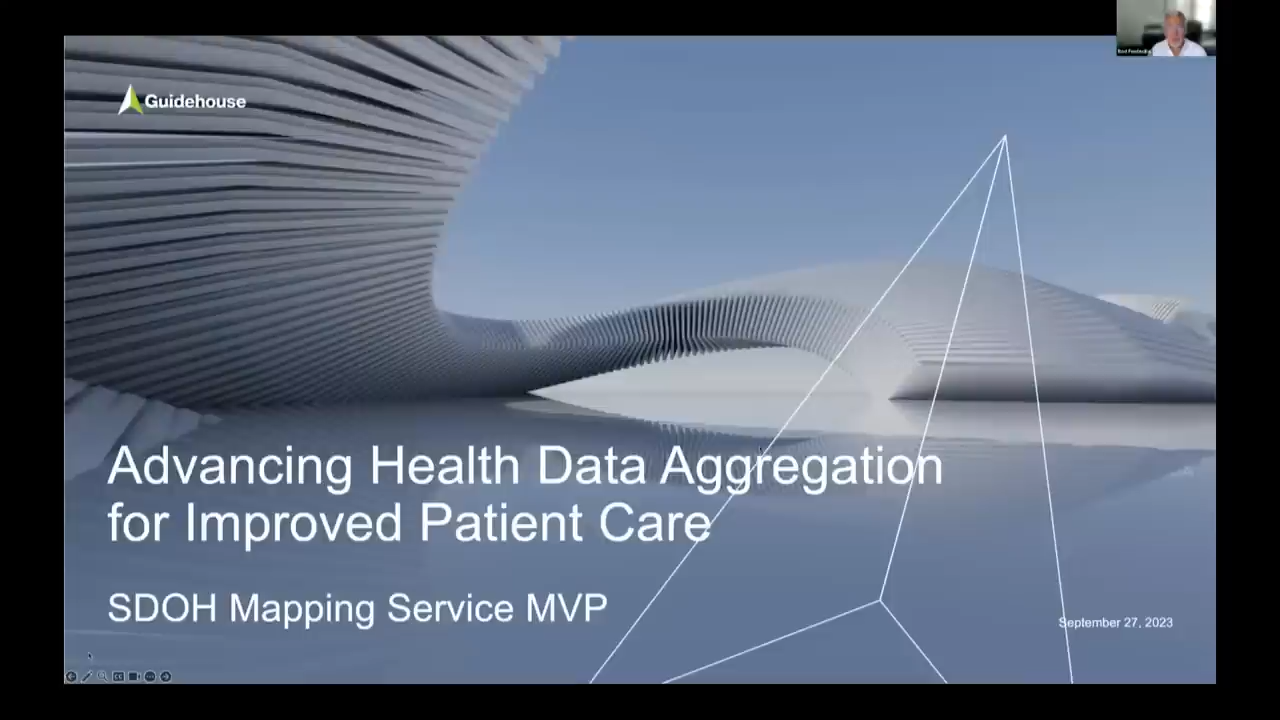 Guidehouse
Advancing Health Data Aggregation
for Improved Patient Care
SDOH Mapping Service MVP
September 27, 2023